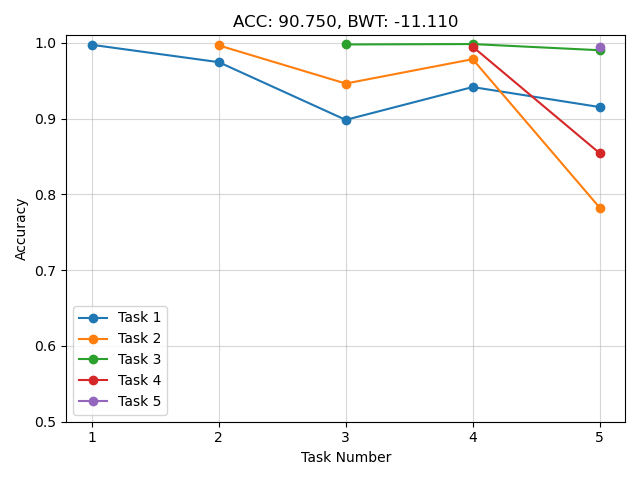 ACC: 90.750, BWT: -11.110
1.0
0.9
0.8
0.7
0.6
0.5
Accuracy
Task 1
Task 2
Task 3
Task 4
Task 5
1 2 3 4 5
Task Number